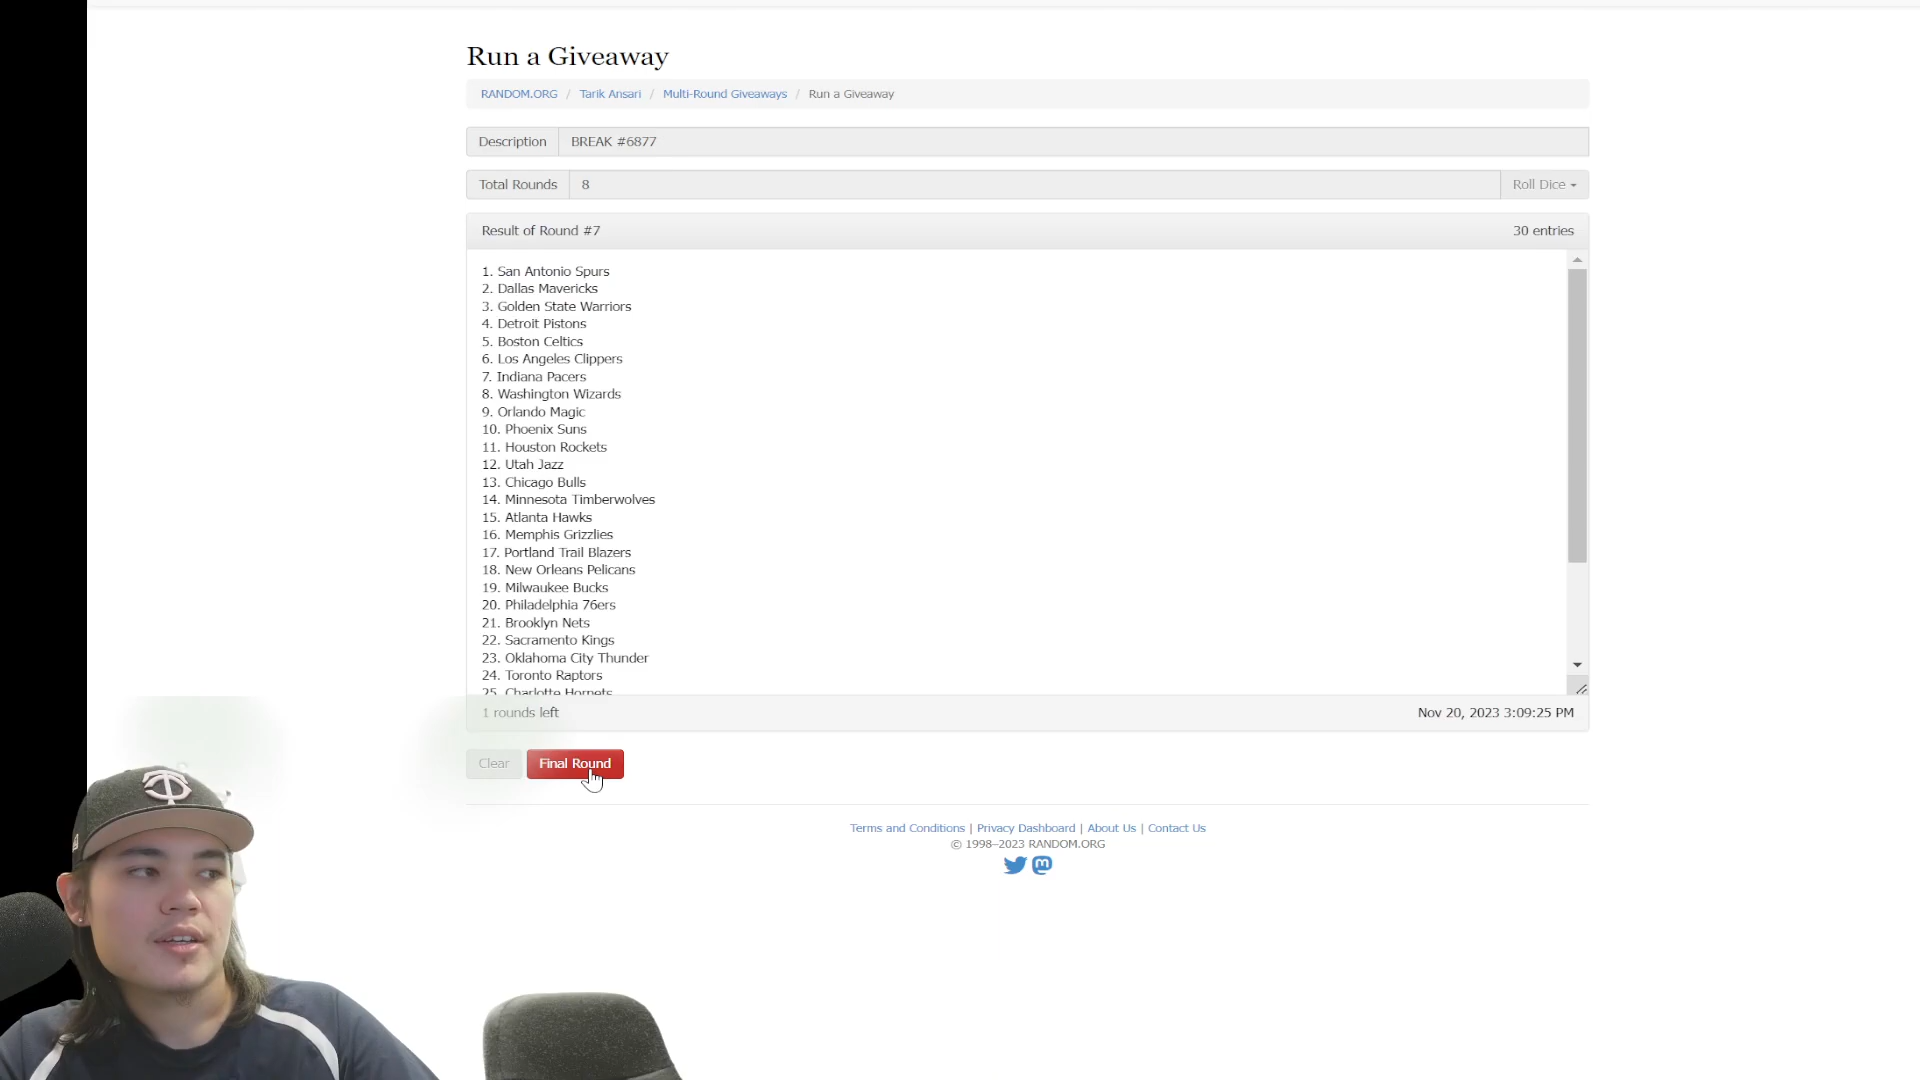 Run a Giveaway
RANDOM.ORG / Tarik Ansari / Multi-Round Giveaways / Run a Giveaway
Description BREAK #6877
Total Rounds 8 Roll Dice
Result of Round #7 30 entries
1. San Antonio Spurs
2. Dallas Mavericks
3. Golden State Warriors
4. Detroit Pistons
5. Boston Celtics
6. Los Angeles Clippers
7. Indiana Pacers
8. Washington Wizards
9. Orlando Magic
10. Phoenix Suns
11. Houston Rockets
12. Utah Jazz
13. Chicago Bulls
14. Minnesota Timberwolves
15. Atlanta Hawks
16. Memphis Grizzlies
17. Portland Trail Blazers
18. New Orleans Pelicans
19. Milwaukee Bucks
20. Philadelphia 76ers
21. Brooklyn Nets
22. Sacramento Kings
23. Oklahoma City Thunder
24. Toronto Raptors
25. Charlotte Hornets
1 rounds left Nov 20, 2023 3:09:25 PM
Clear Final Round
Terms and Conditions | Privacy Dashboard | About Us | Contact Us
© 1998–2023 RANDOM.ORG
TC